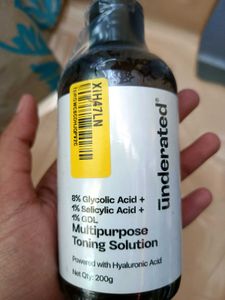 underated®
XIH47LN
8% Glycolic Acid +
1% Salicylic Acid +
1% GDL
Multipurpose
Toning Solution
Powered with Hyaluronic Acid
Net Qty: 200g